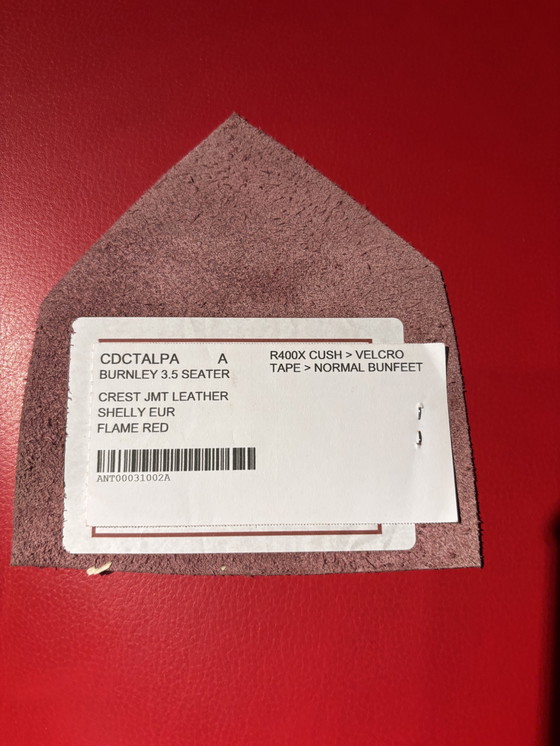 CDCTALPA A
BURNLEY 3.5 SEATER
R400X CUSH > VELCRO
TAPE > NORMAL BUNFEET
CREST JMT LEATHER
SHELLY EUR
FLAME RED
ANT00031002A